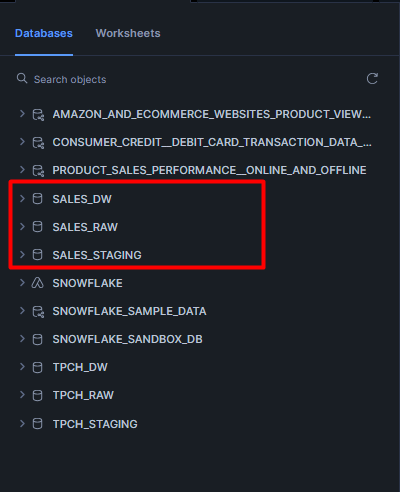 Databases Worksheets
Search objects
AMAZON_AND_ECOMMERCE_WEBSITES_PRODUCT_VIEW...
CONSUMER_CREDIT__DEBIT_CARD_TRANSACTION_DATA_...
PRODUCT_SALES_PERFORMANCE__ONLINE_AND_OFFLINE
SALES_DW
SALES_RAW
SALES_STAGING
SNOWFLAKE
SNOWFLAKE_SAMPLE_DATA
SNOWFLAKE_SANDBOX_DB
TPCH_DW
TPCH_RAW
TPCH_STAGING